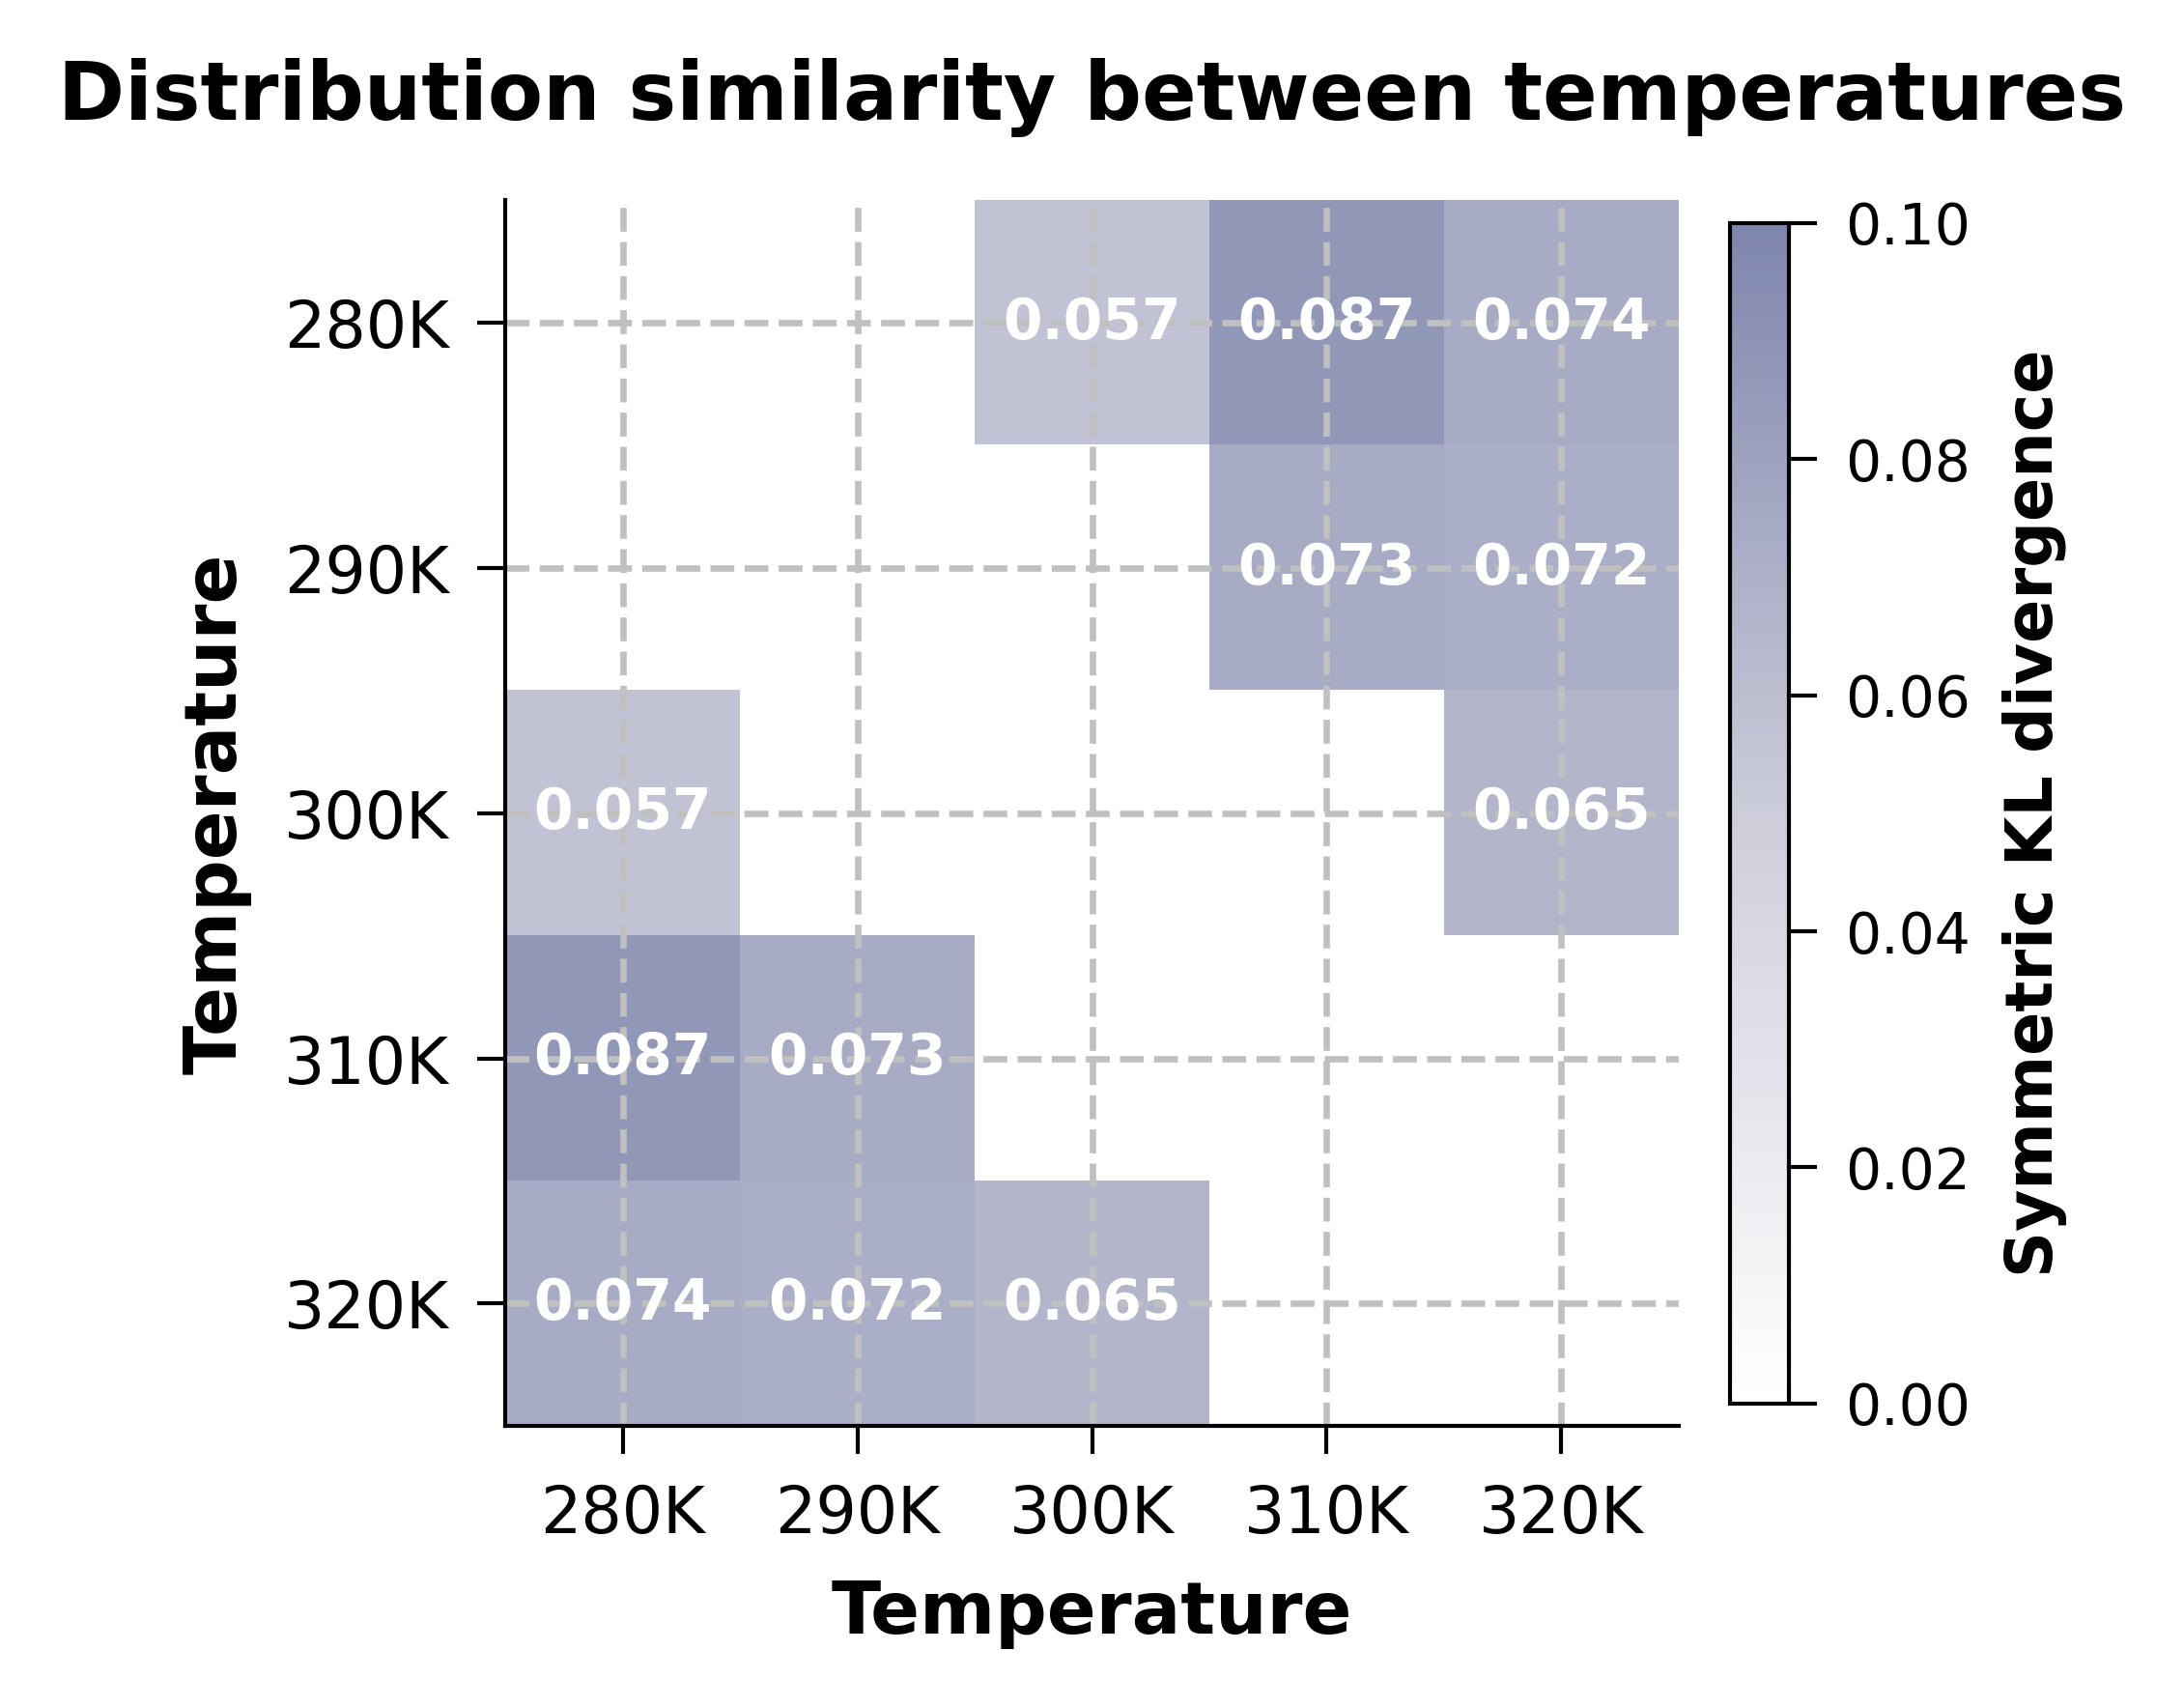 Distribution similarity between temperatures
280K 0.057 0.087 0.074
290K 0.073 0.072
300K 0.057 0.065
310K 0.087 0.073
320K 0.074 0.072 0.065
280K 290K 300K 310K 320K
Temperature
Temperature
0.10
0.08
0.06
0.04
0.02
0.00
Symmetric KL divergence